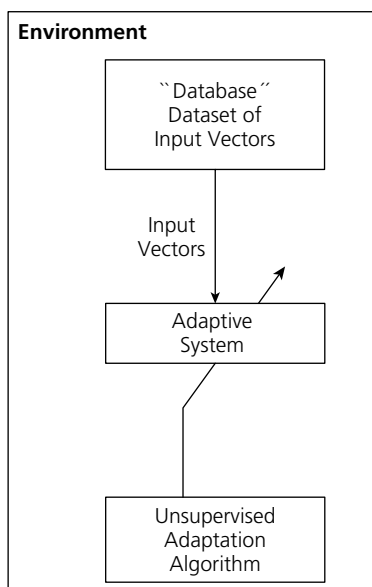 Environment
``Database´´
Dataset of
Input Vectors
Input
Vectors
Adaptive
System
Unsupervised
Adaptation
Algorithm